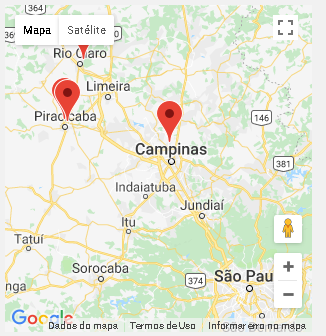 364
Mapa
Satélite
Rio Claro
Limeira
Piracicaba
146
Campinas
381
Indaiatuba
Jundiaí
Itu
Tatuí
Sorocaba
374
São Pau
nga
Google
Dados do mapa
Termos de Uso
Informar erro no mapa